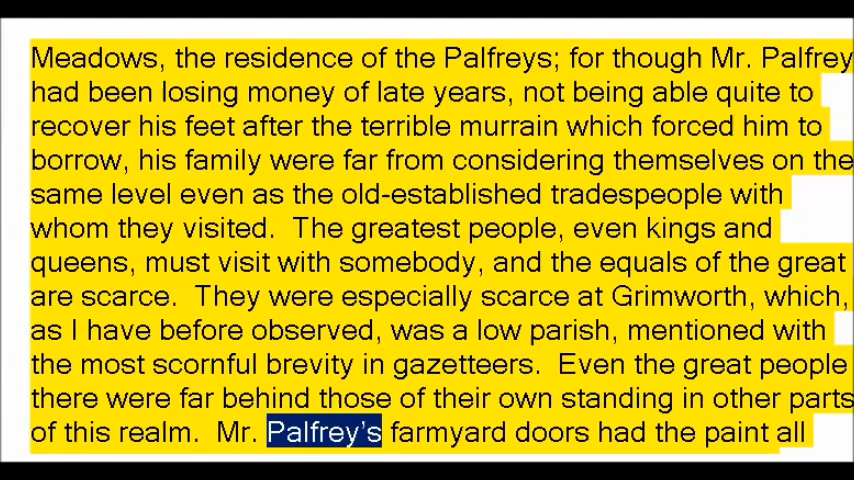 Meadows, the residence of the Palfreys; for though Mr. Palfrey
had been losing money of late years, not being able quite to
recover his feet after the terrible murrain which forced him to
borrow, his family were far from considering themselves on the
same level even as the old-established tradespeople with
whom they visited.  The greatest people, even kings and
queens, must visit with somebody, and the equals of the great
are scarce.  They were especially scarce at Grimworth, which,
as I have before observed, was a low parish, mentioned with
the most scornful brevity in gazetteers.  Even the great people
there were far behind those of their own standing in other parts
of this realm.  Mr. Palfrey’s farmyard doors had the paint all